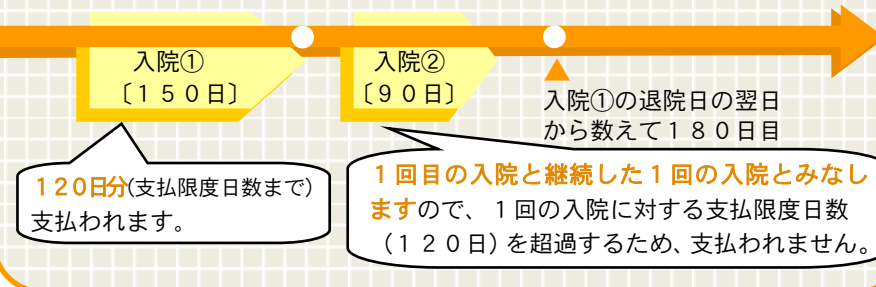 入院①
〔１５０日〕
入院②
〔９０日〕
入院①の退院日の翌日
から数えて１８０日目
１２０日分(支払限度日数まで)
支払われます。
１回目の入院と継続した１回の入院とみなし
ますので、１回の入院に対する支払限度日数
（１２０日）を超過するため、支払われません。